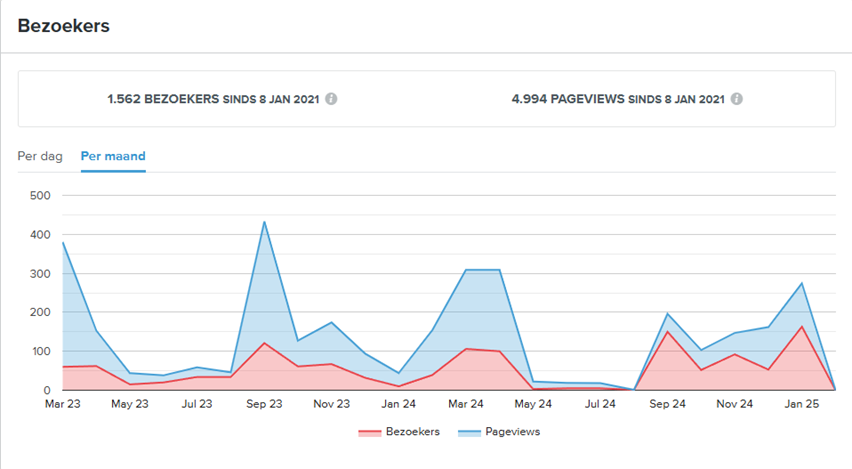 Bezoekers
1.562 BEZOEKERS SINDS 8 JAN 2021 i 4.994 PAGEVIEWS SINDS 8 JAN 2021 i
Per dag Per maand
500
400
300
200
100
0
Mar 23 May 23 Jul 23 Sep 23 Nov 23 Jan 24 Mar 24 May 24 Jul 24 Sep 24 Nov 24 Jan 25
Bezoekers Pageviews